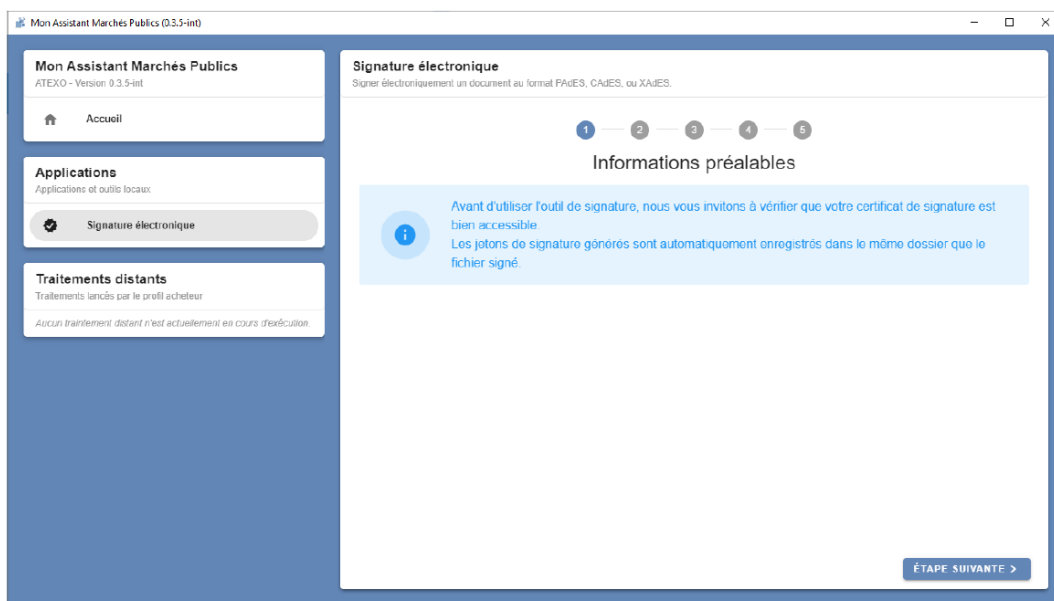 Mon Assistant Marchés Publics (0.3.5-int)
Mon Assistant Marchés Publics
ATEXO - Version 0.3.5-int
Accueil
Applications
Applications et outils locaux
Signature électronique
Traitements distants
Traitements lancés par le profil acheteur
Aucun traintement distant n'est actuellement en cours d'exécution.
Signature électronique
Signer électroniquement un document au format PAdES, CAdES, ou XAdES.
1 2 3 4 5
Informations préalables
Avant d'utiliser l'outil de signature, nous vous invitons à vérifier que votre certificat de signature est
bien accessible.
Les jetons de signature générés sont automatiquement enregistrés dans le même dossier que le
fichier signé.
ÉTAPE SUIVANTE >